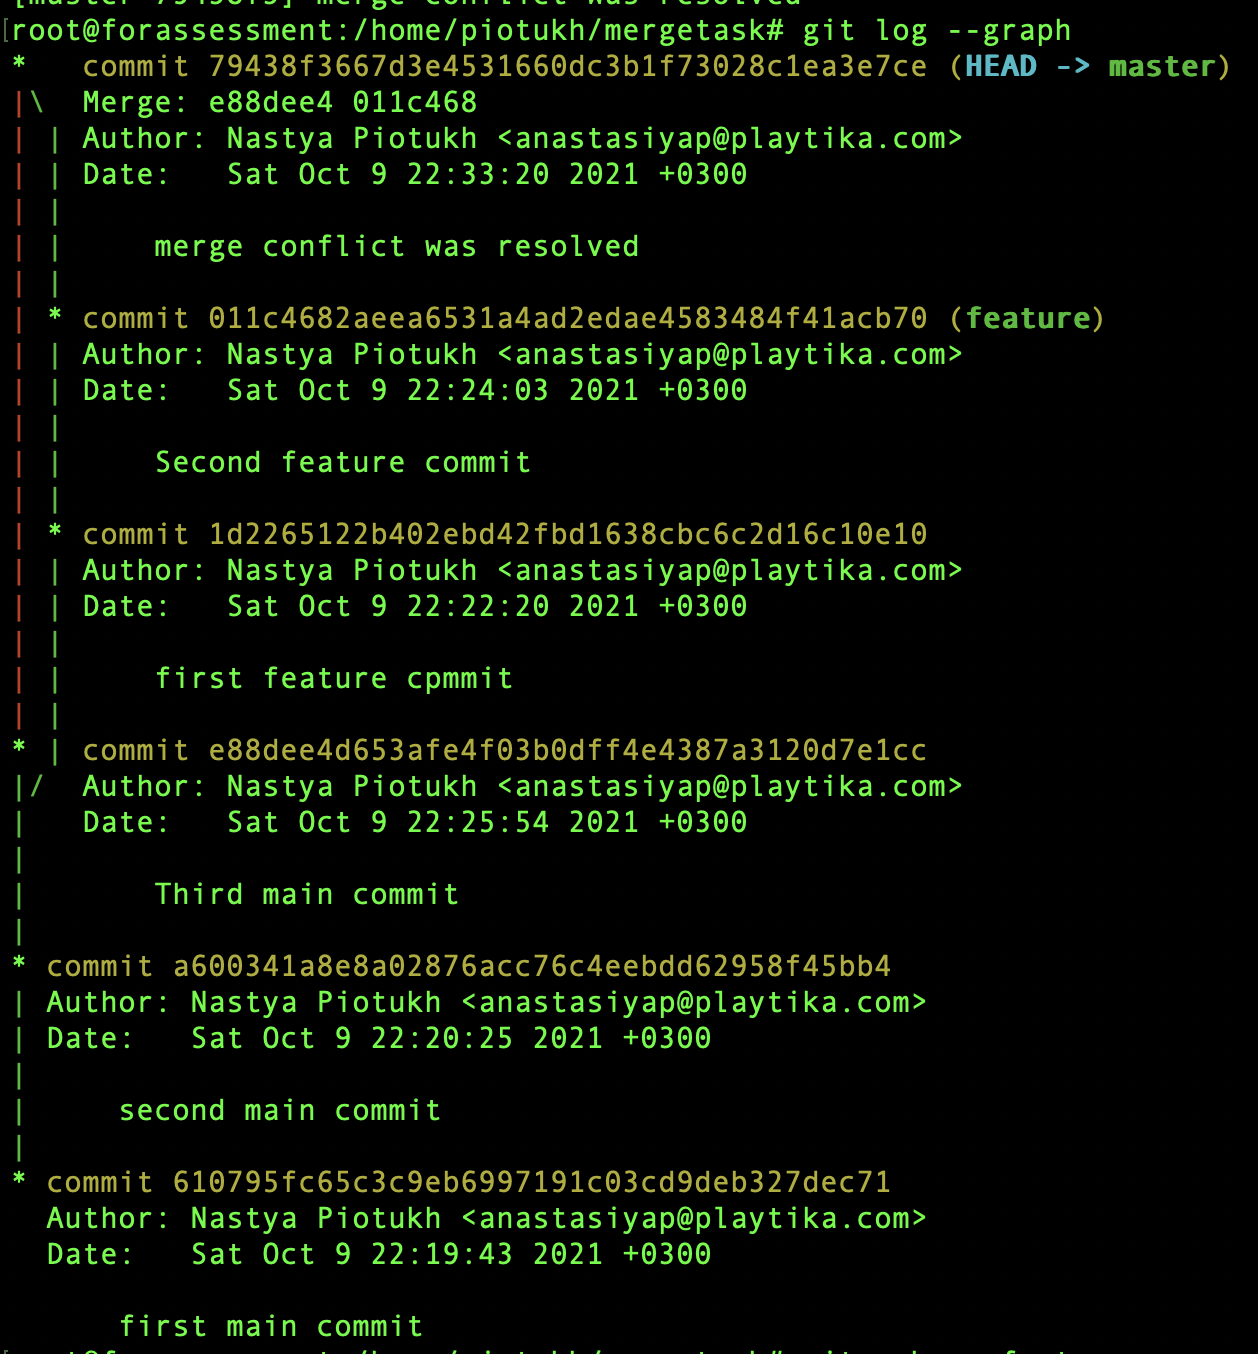 merge conflict was resolved
[root@forassessment:/home/piotukh/mergetask# git log --graph
*   commit 79438f3667d3e4531660dc3b1f73028c1ea3e7ce (HEAD -> master)
|\  Merge: e88dee4 011c468
| | Author: Nastya Piotukh <anastasiyap@playtika.com>
| | Date:   Sat Oct 9 22:33:20 2021 +0300
| |
| |     merge conflict was resolved
| |
| * commit 011c4682aeea6531a4ad2edae4583484f41acb70 (feature)
| | Author: Nastya Piotukh <anastasiyap@playtika.com>
| | Date:   Sat Oct 9 22:24:03 2021 +0300
| |
| |     Second feature commit
| |
| * commit 1d2265122b402ebd42fbd1638cbc6c2d16c10e10
| | Author: Nastya Piotukh <anastasiyap@playtika.com>
| | Date:   Sat Oct 9 22:22:20 2021 +0300
| |
| |     first feature cpmmit
| |
* | commit e88dee4d653afe4f03b0dff4e4387a3120d7e1cc
|/  Author: Nastya Piotukh <anastasiyap@playtika.com>
|   Date:   Sat Oct 9 22:25:54 2021 +0300
|
|       Third main commit
|
* commit a600341a8e8a02876acc76c4eebdd62958f45bb4
| Author: Nastya Piotukh <anastasiyap@playtika.com>
| Date:   Sat Oct 9 22:20:25 2021 +0300
|
|     second main commit
|
* commit 610795fc65c3c9eb6997191c03cd9deb327dec71
  Author: Nastya Piotukh <anastasiyap@playtika.com>
  Date:   Sat Oct 9 22:19:43 2021 +0300

      first main commit